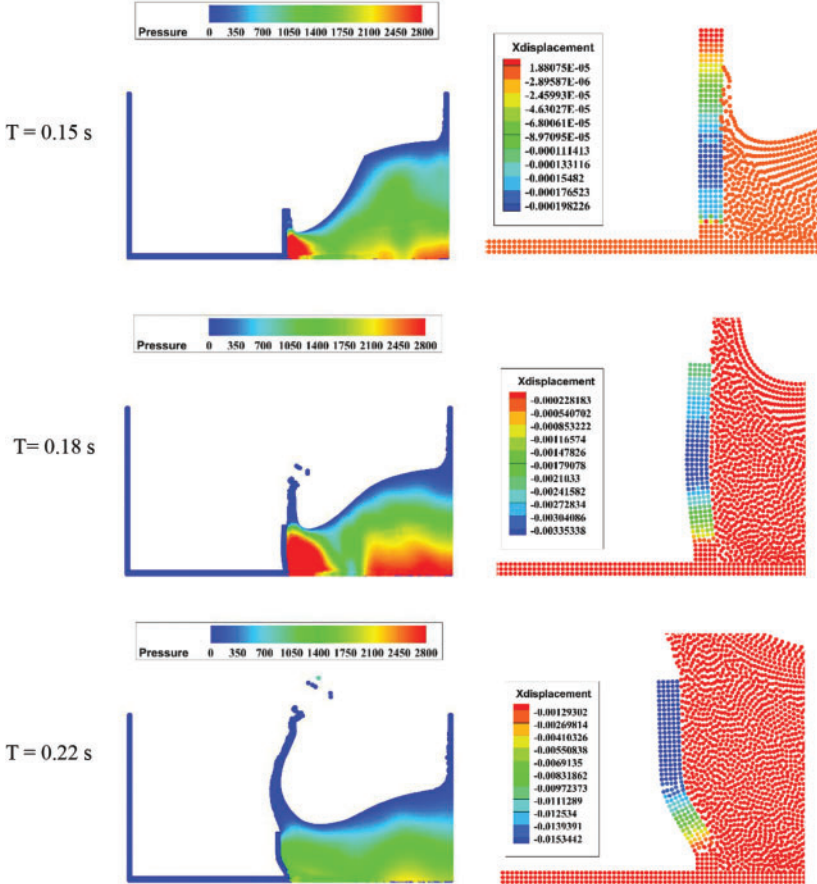 Pressure 0 350 700 1050 1400 1750 2100 2450 2800
Xdisplacement
1.88075E-05
-2.89587E-06
-2.45993E-05
-4.63027E-05
-6.80061E-05
-8.97095E-05
-0.000111413
-0.000133116
-0.00015482
-0.000176523
-0.000198226
T = 0.15 s
Pressure 0 350 700 1050 1400 1750 2100 2450 2800
Xdisplacement
-0.000228183
-0.000540702
-0.000853222
-0.00116574
-0.00147826
-0.00179078
-0.0021033
-0.00241582
-0.00272834
-0.00304086
-0.00335338
T= 0.18 s
Pressure 0 350 700 1050 1400 1750 2100 2450 2800
Xdisplacement
-0.00129302
-0.00269814
-0.00410326
-0.00550838
-0.0069135
-0.00831862
-0.00972373
-0.0111289
-0.012534
-0.0139391
-0.0153442
T = 0.22 s